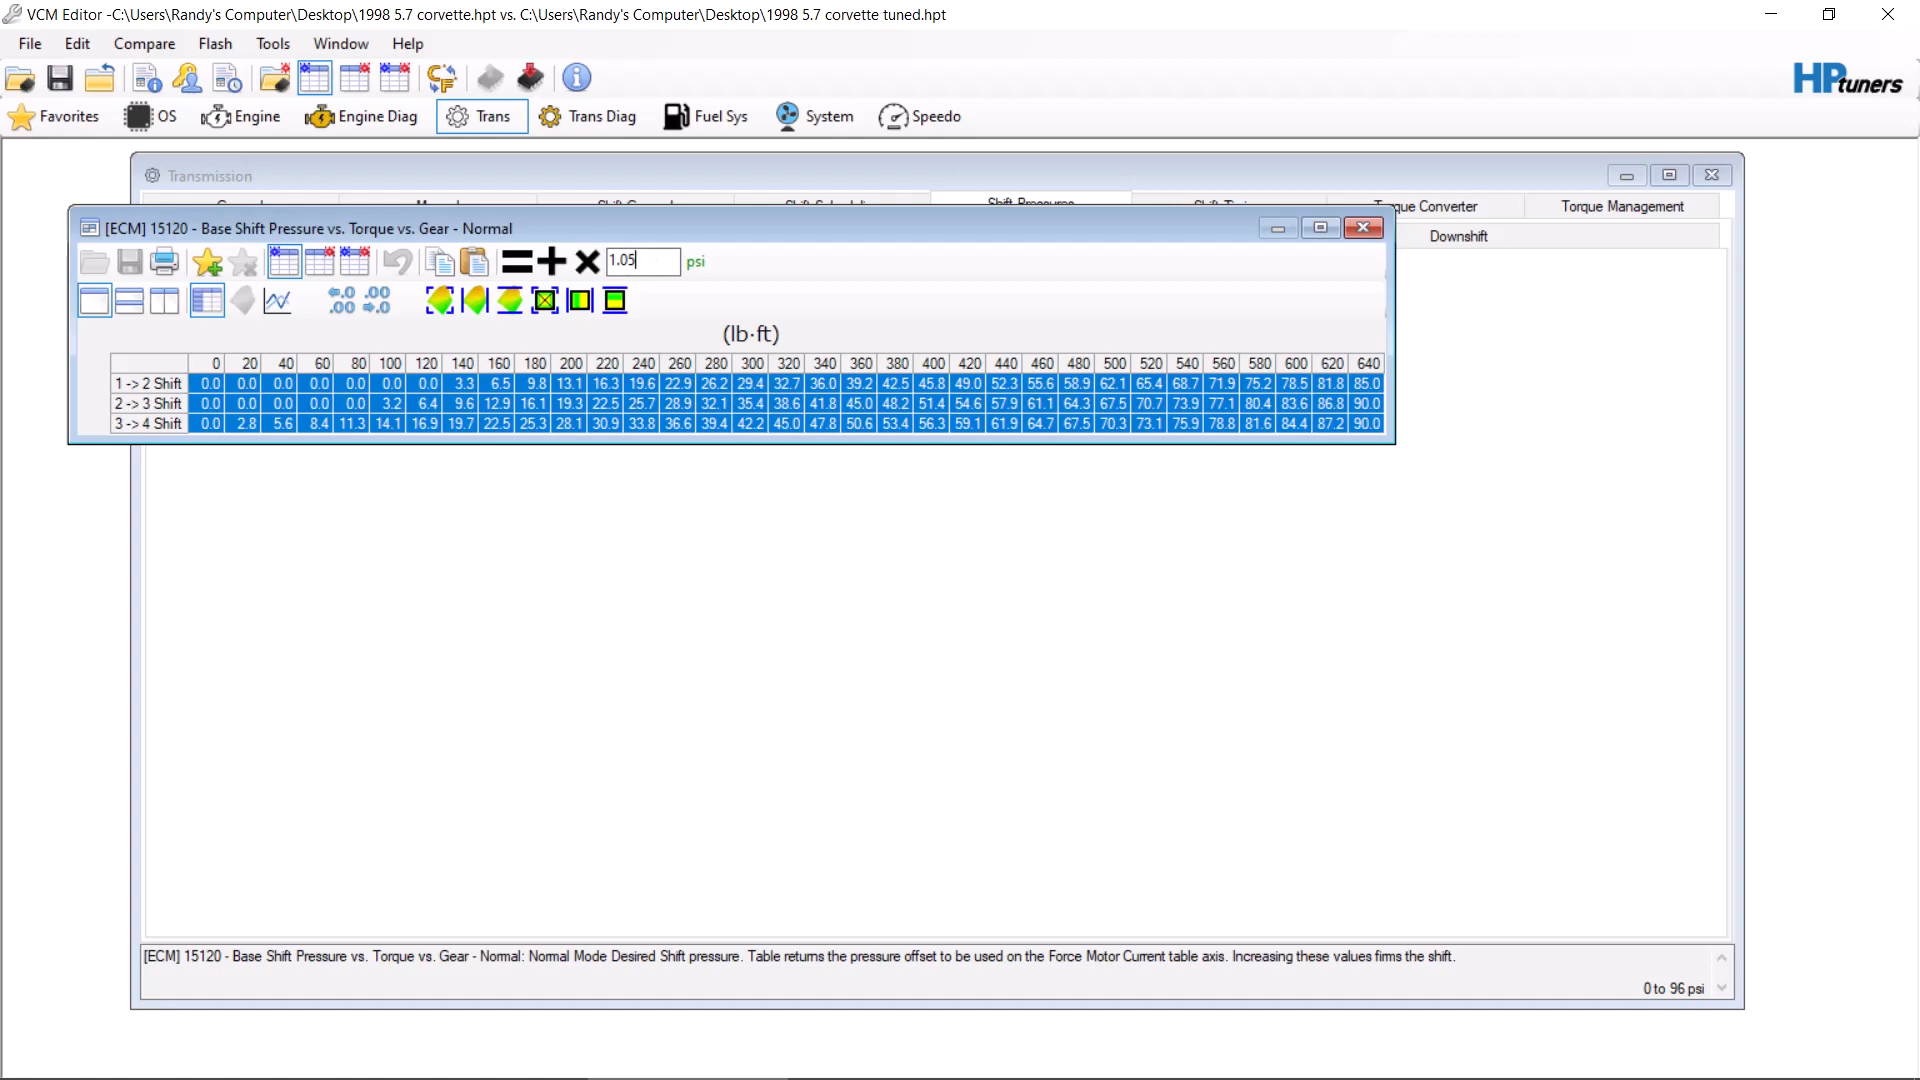 VCM Editor -C:\Users\Randy's Computer\Desktop\1998 5.7 corvette.hpt vs. C:\Users\Randy's Computer\Desktop\1998 5.7 corvette tuned.hpt
File Edit Compare Flash Tools Window Help
HPtuners
Favorites OS Engine Engine Diag Trans Trans Diag Fuel Sys System Speedo
Transmission
Shift Pressures Torque Converter Torque Management
Downshift
[ECM] 15120 - Base Shift Pressure vs. Torque vs. Gear - Normal
1.05 psi
←.0 .00
.00 →.0
(lb·ft)
0 20 40 60 80 100 120 140 160 180 200 220 240 260 280 300 320 340 360 380 400 420 440 460 480 500 520 540 560 580 600 620 640
1 -> 2 Shift 0.0 0.0 0.0 0.0 0.0 0.0 0.0 3.3 6.5 9.8 13.1 16.3 19.6 22.9 26.2 29.4 32.7 36.0 39.2 42.5 45.8 49.0 52.3 55.6 58.9 62.1 65.4 68.7 71.9 75.2 78.5 81.8 85.0
2 -> 3 Shift 0.0 0.0 0.0 0.0 0.0 3.2 6.4 9.6 12.9 16.1 19.3 22.5 25.7 28.9 32.1 35.4 38.6 41.8 45.0 48.2 51.4 54.6 57.9 61.1 64.3 67.5 70.7 73.9 77.1 80.4 83.6 86.8 90.0
3 -> 4 Shift 0.0 2.8 5.6 8.4 11.3 14.1 16.9 19.7 22.5 25.3 28.1 30.9 33.8 36.6 39.4 42.2 45.0 47.8 50.6 53.4 56.3 59.1 61.9 64.7 67.5 70.3 73.1 75.9 78.8 81.6 84.4 87.2 90.0
[ECM] 15120 - Base Shift Pressure vs. Torque vs. Gear - Normal: Normal Mode Desired Shift pressure. Table returns the pressure offset to be used on the Force Motor Current table axis. Increasing these values firms the shift.
0 to 96 psi